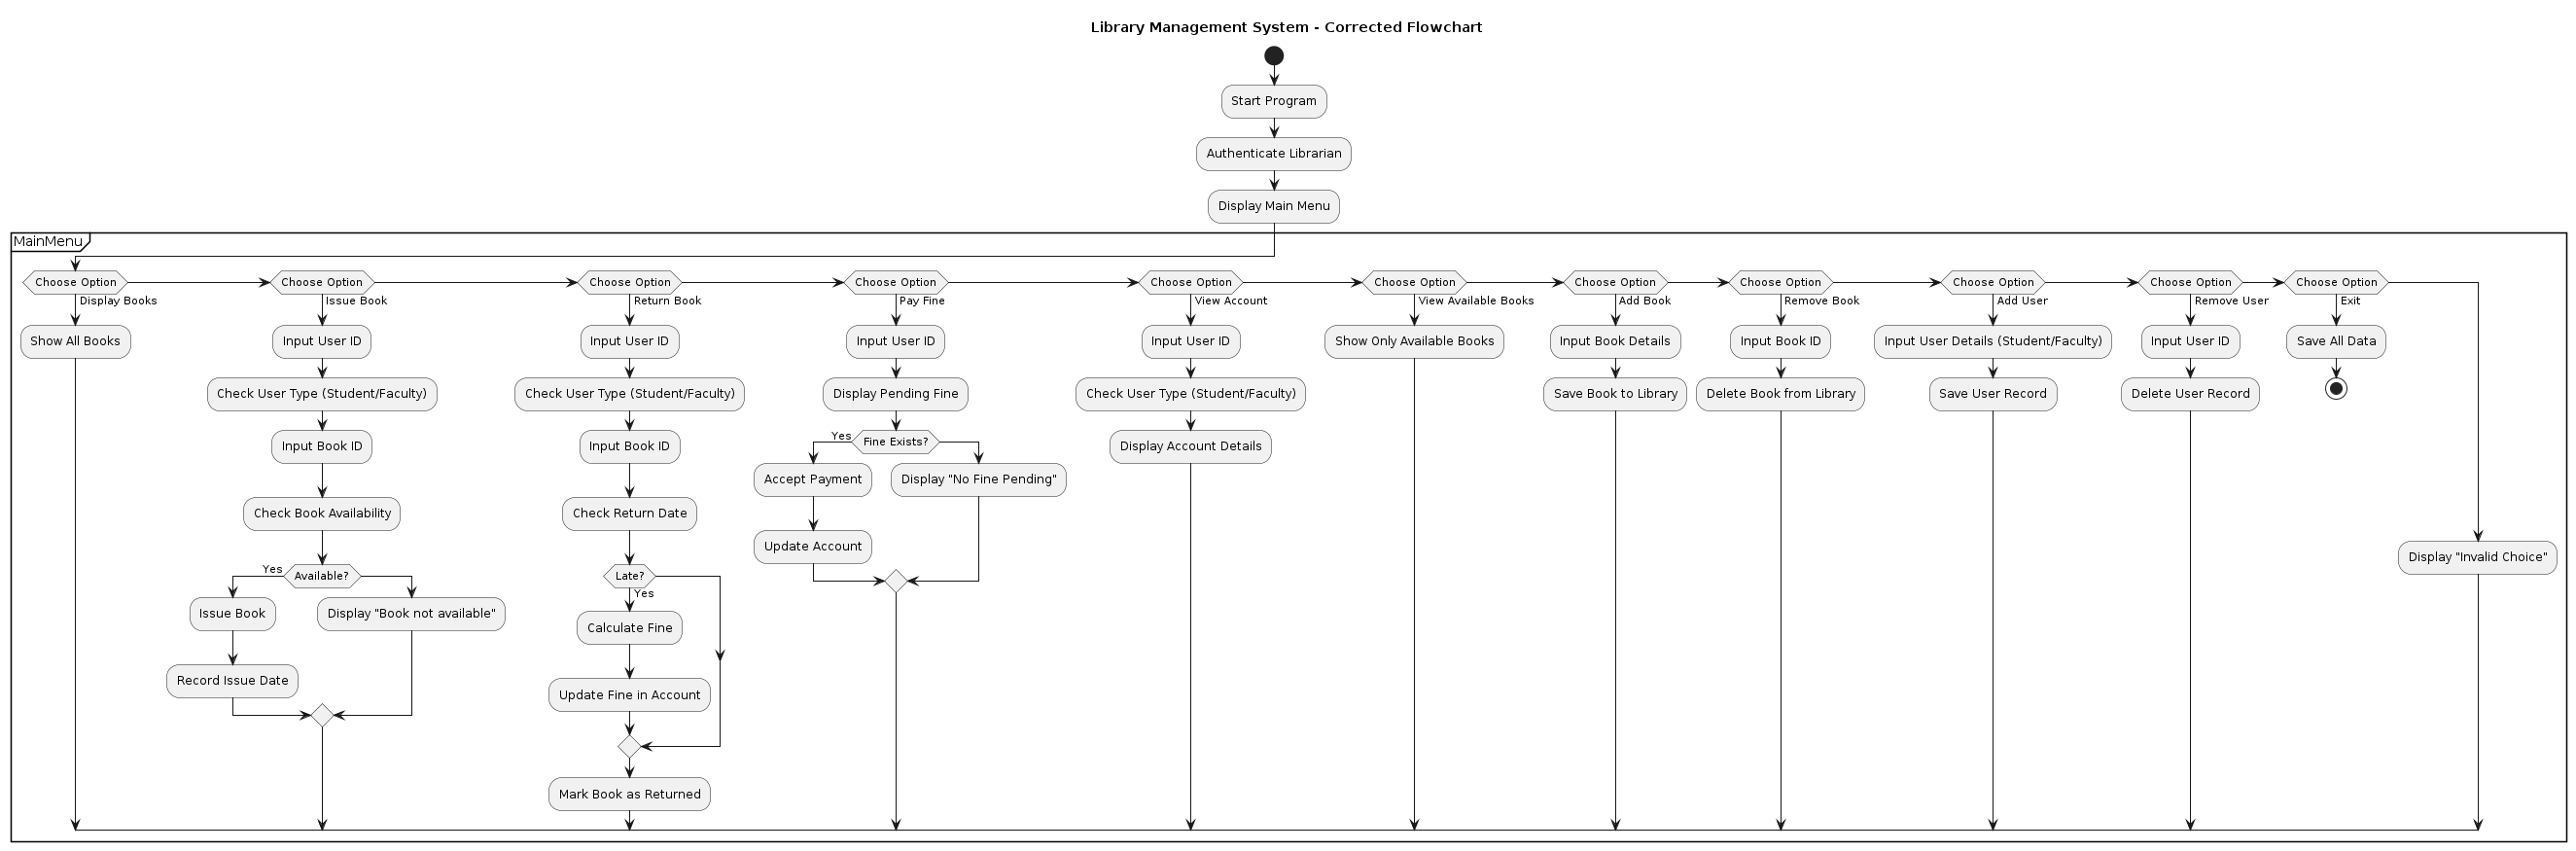 Library Management System - Corrected Flowchart
Start Program
Authenticate Librarian
Display Main Menu
MainMenu
Choose Option
Display Books
Show All Books
Choose Option
Issue Book
Input User ID
Check User Type (Student/Faculty)
Input Book ID
Check Book Availability
Available?
Yes
Issue Book
Record Issue Date
Display "Book not available"
Choose Option
Return Book
Input User ID
Check User Type (Student/Faculty)
Input Book ID
Check Return Date
Late?
Yes
Calculate Fine
Update Fine in Account
Mark Book as Returned
Choose Option
Pay Fine
Input User ID
Display Pending Fine
Fine Exists?
Yes
Accept Payment
Update Account
Display "No Fine Pending"
Choose Option
View Account
Input User ID
Check User Type (Student/Faculty)
Display Account Details
Choose Option
View Available Books
Show Only Available Books
Choose Option
Add Book
Input Book Details
Save Book to Library
Choose Option
Remove Book
Input Book ID
Delete Book from Library
Choose Option
Add User
Input User Details (Student/Faculty)
Save User Record
Choose Option
Remove User
Input User ID
Delete User Record
Choose Option
Exit
Save All Data
Display "Invalid Choice"